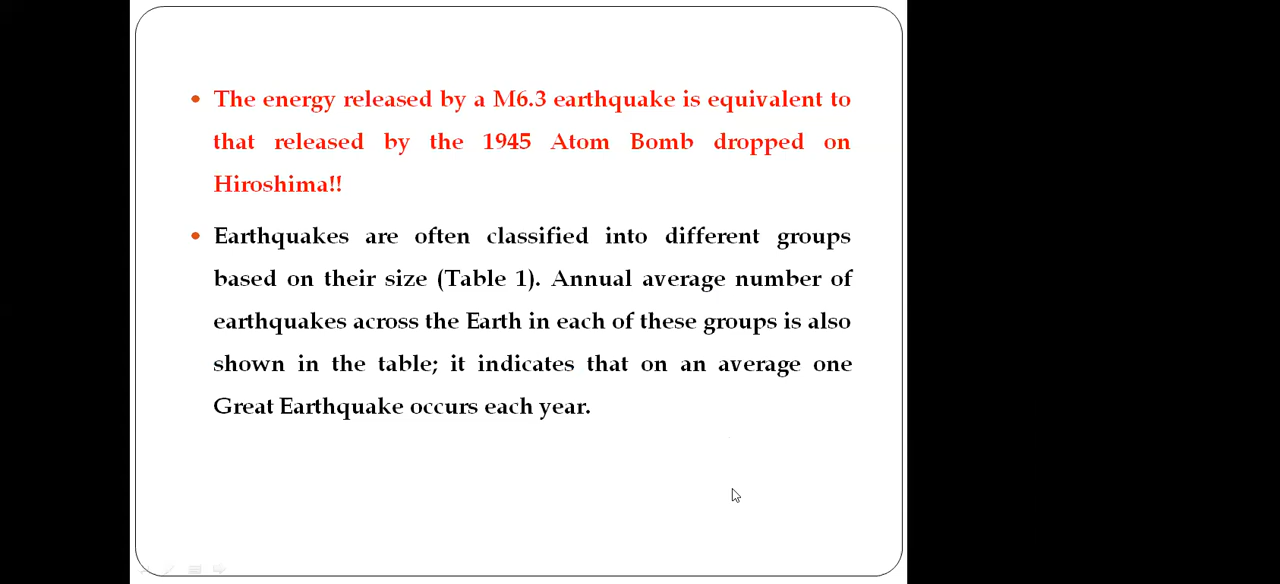 • The energy released by a M6.3 earthquake is equivalent to
that released by the 1945 Atom Bomb dropped on
Hiroshima!!
• Earthquakes are often classified into different groups
based on their size (Table 1). Annual average number of
earthquakes across the Earth in each of these groups is also
shown in the table; it indicates that on an average one
Great Earthquake occurs each year.